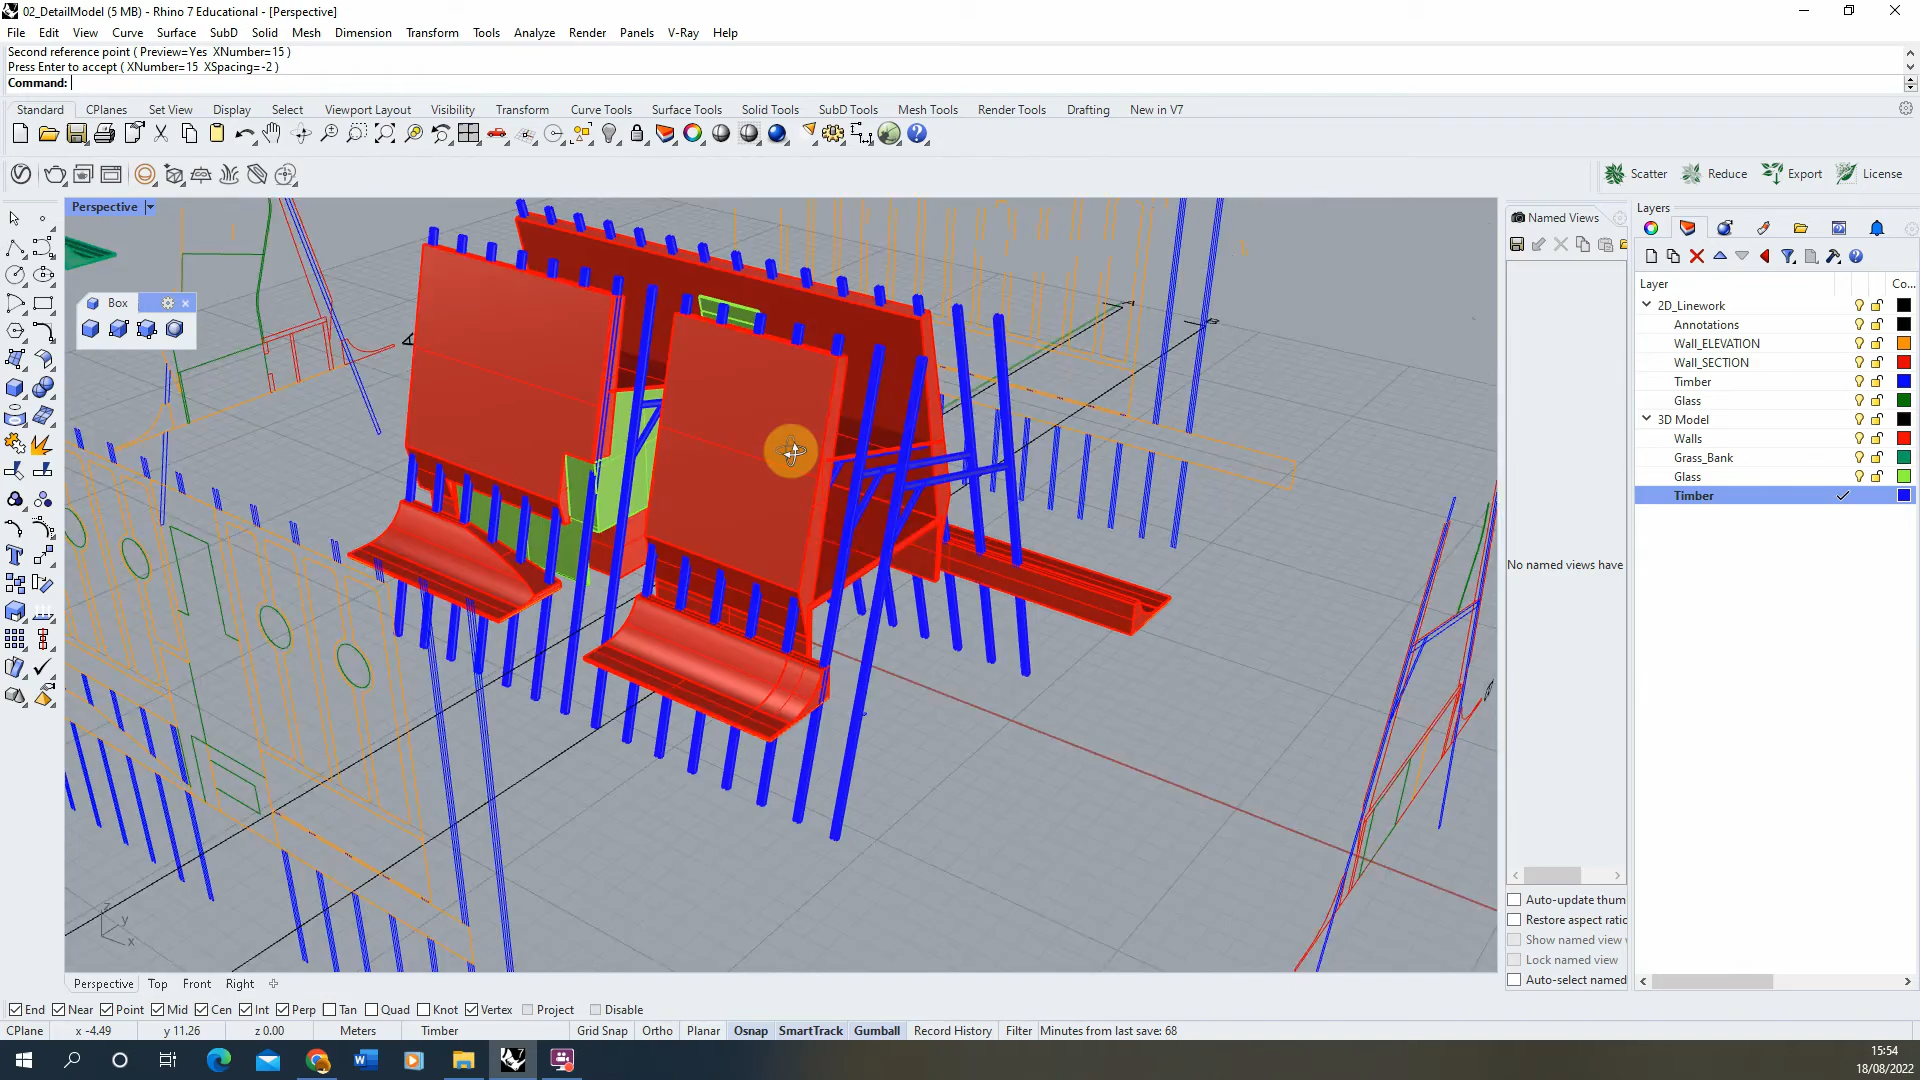 02_DetailModel (5 MB) - Rhino 7 Educational - [Perspective]
File Edit View Curve Surface SubD Solid Mesh Dimension Transform Tools Analyze Render Panels V-Ray Help
Second reference point ( Preview=Yes XNumber=15 )
Press Enter to accept ( XNumber=15 XSpacing=-2 )
Command:
Standard CPlanes Set View Display Select Viewport Layout Visibility Transform Curve Tools Surface Tools Solid Tools SubD Tools Mesh Tools Render Tools Drafting New in V7
Scatter Reduce Export License
Perspective
Box
Named Views
No named views have
Auto-update thum
Restore aspect ratio
Show named view
Lock named view
Auto-select named
Layers
Layer Co...
2D_Linework
Annotations
Wall_ELEVATION
Wall_SECTION
Timber
Glass
3D Model
Walls
Grass_Bank
Glass
Timber
z
y
x
Perspective Top Front Right
End Near Point Mid Cen Int Perp Tan Quad Knot Vertex Project Disable
CPlane x -4.49 y 11.26 z 0.00 Meters Timber Grid Snap Ortho Planar Osnap SmartTrack Gumball Record History Filter Minutes from last save: 68
15:54
18/08/2022